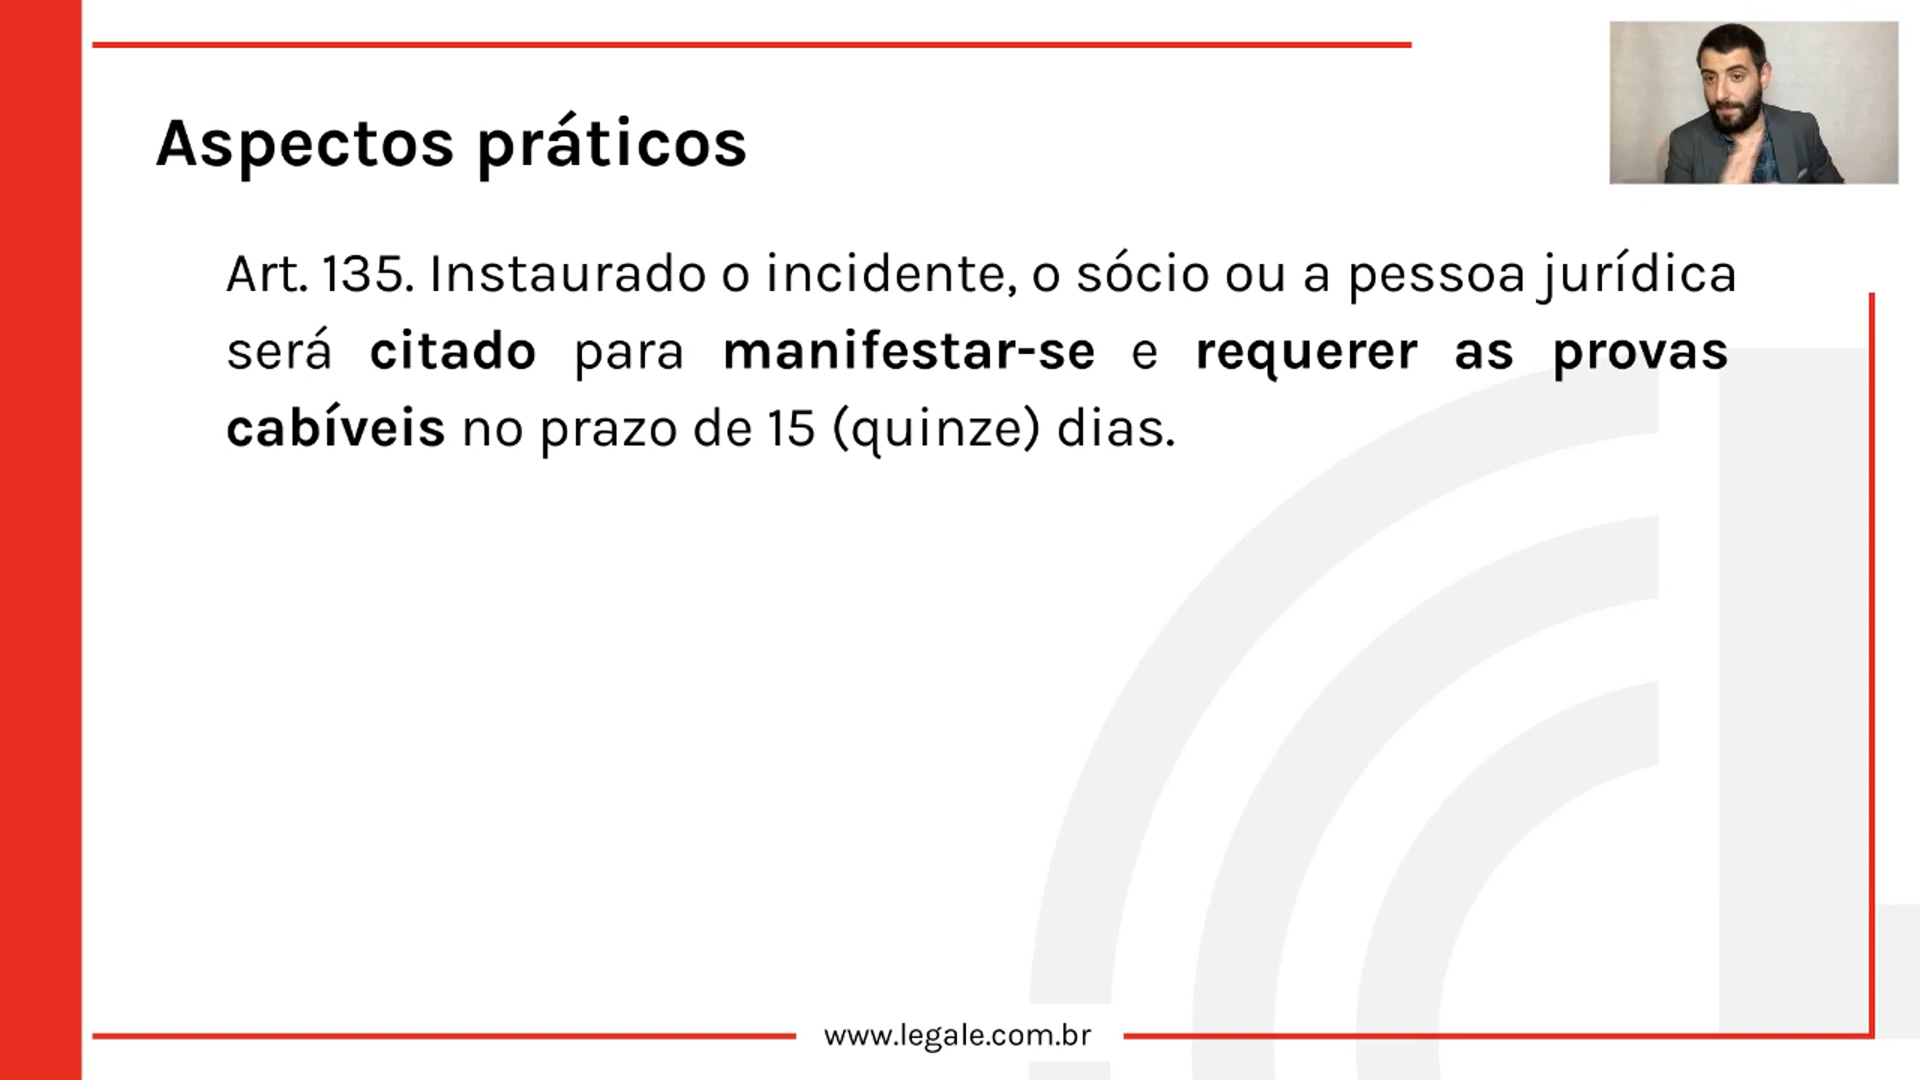 Aspectos práticos
Art. 135. Instaurado o incidente, o sócio ou a pessoa jurídica
será citado para manifestar-se e requerer as provas
cabíveis no prazo de 15 (quinze) dias.
www.legale.com.br